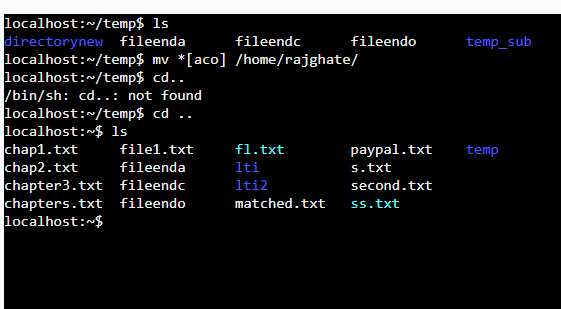 localhost:~/temp$ ls
directorynew fileenda fileendc fileendo temp_sub
localhost:~/temp$ mv *[aco] /home/rajghate/
localhost:~/temp$ cd..
/bin/sh: cd..: not found
localhost:~/temp$ cd ..
localhost:~$ ls
chap1.txt file1.txt fl.txt paypal.txt temp
chap2.txt fileenda lti s.txt
chapter3.txt fileendc lti2 second.txt
chapters.txt fileendo matched.txt ss.txt
localhost:~$